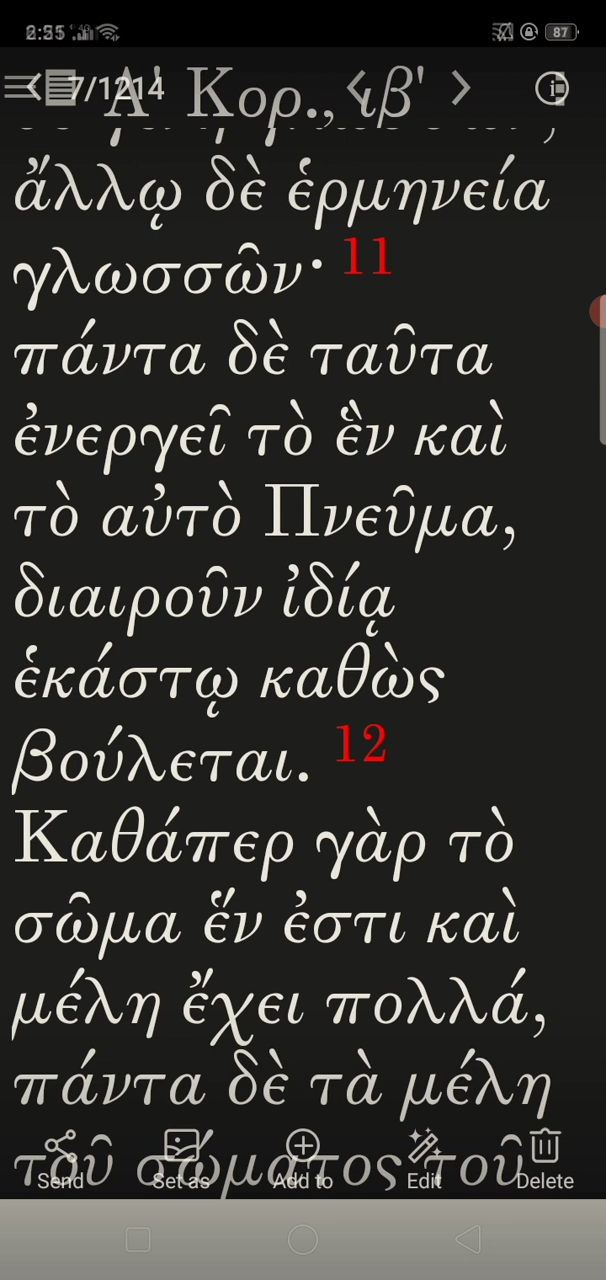 87
7/1214
Α' Κορ., ιβ'
ἄλλῳ δὲ ἑρμηνεία
γλωσσῶν· 11
πάντα δὲ ταῦτα
ἐνεργεῖ τὸ ἓν καὶ
τὸ αὐτὸ Πνεῦμα,
διαιροῦν ἰδίᾳ
ἑκάστῳ καθὼς
βούλεται. 12
Καθάπερ γὰρ τὸ
σῶμα ἕν ἐστι καὶ
μέλη ἔχει πολλά,
πάντα δὲ τὰ μέλη
τοῦ σώματος τοῦ
Send Set as Add to Edit Delete